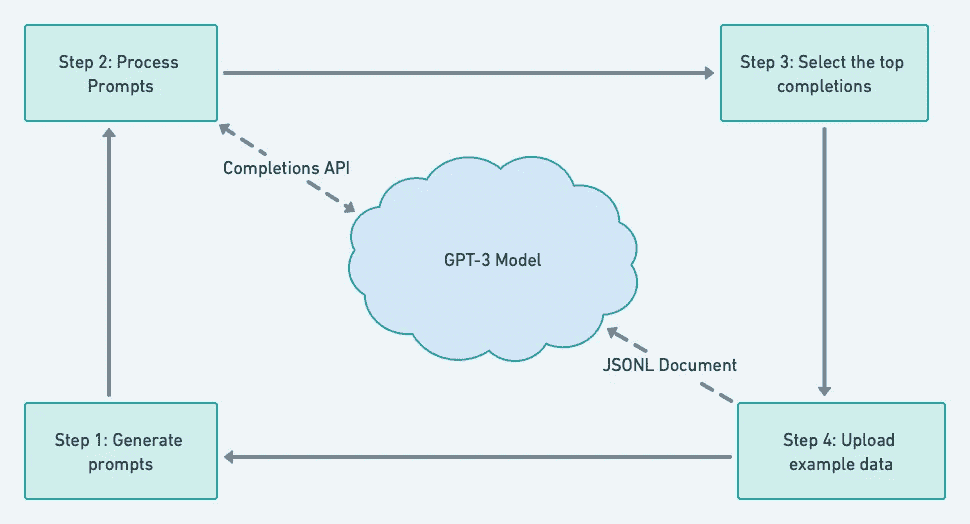 Step 2: Process
Prompts
Step 3: Select the top
completions
Completions API
GPT-3 Model
JSONL Document
Step 1: Generate
prompts
Step 4: Upload
example data